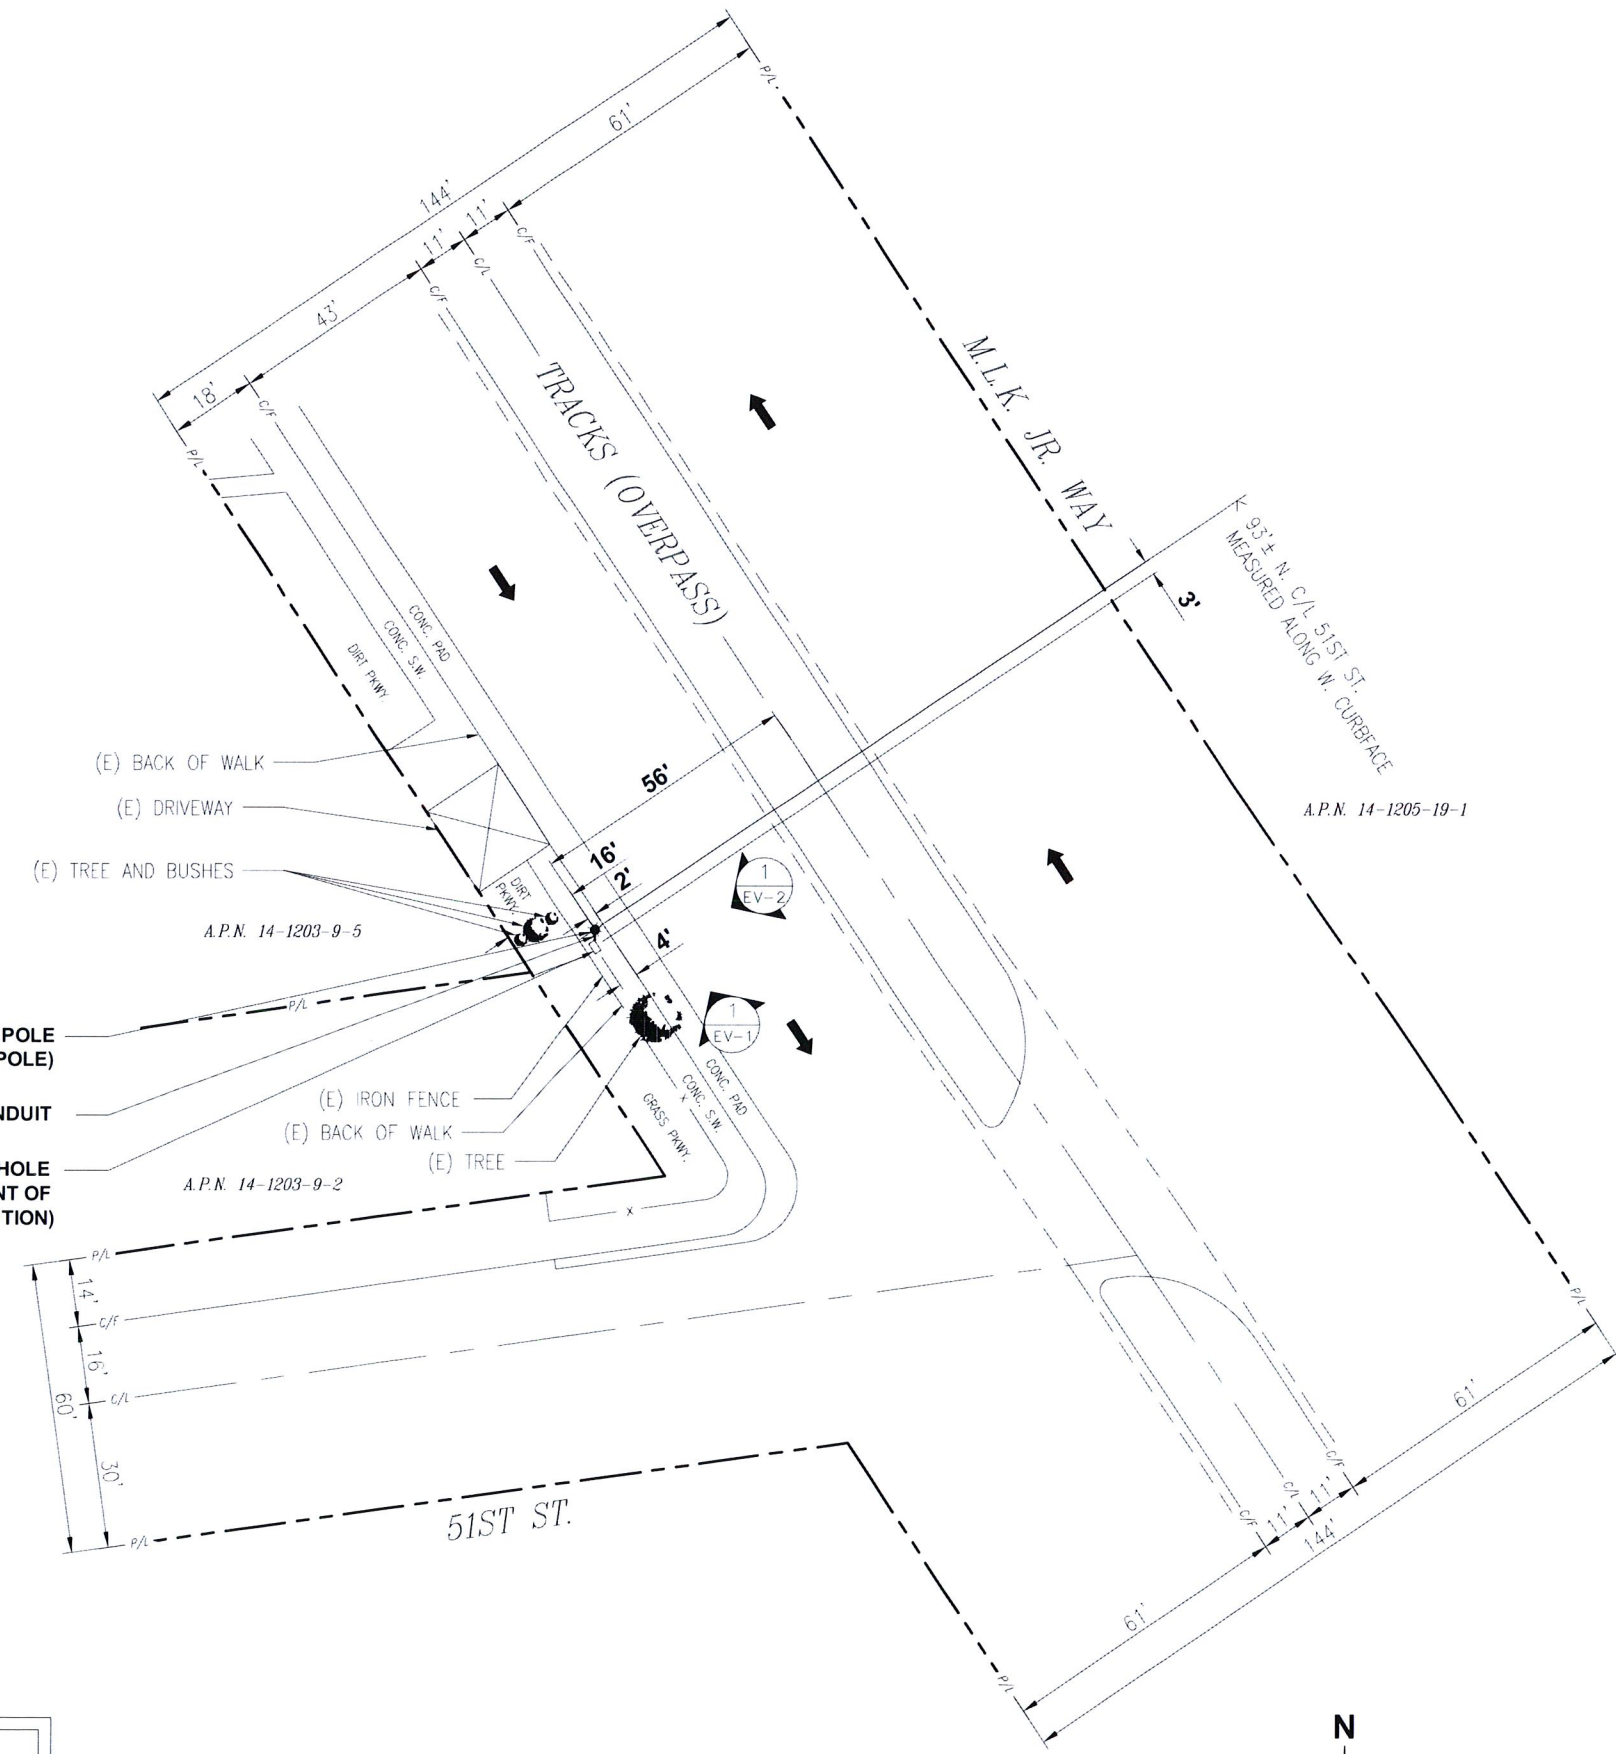 P/L
61'
144'
11'
11'
C/F
C/L
C/F
43'
18'
C/F
P/L
M.L.K. JR. WAY
TRACKS (OVERPASS)
93'± N. C/L 51ST ST.
MEASURED ALONG W. CURBFACE
3'
CONC. PAD
CONC. S.W.
DIRT PKWY.
(E) BACK OF WALK
56'
(E) DRIVEWAY
A.P.N. 14-1205-19-1
16'
(E) TREE AND BUSHES
2'
1
EV-2
DIRT
PKWY.
A.P.N. 14-1203-9-5
4'
P/L
1
EV-1
POLE
POLE)
CONC. PAD
CONC. S.W.
X
GRASS PKWY.
(E) IRON FENCE
NDUIT
(E) BACK OF WALK
(E) TREE
HOLE
NT OF
TION)
A.P.N. 14-1203-9-2
X
P/L
14'
C/F
16'
C/L
60'
30'
P/L
51ST ST.
P/L
61'
C/F
C/L
11'
C/F
11'
144'
61'
P/L
N